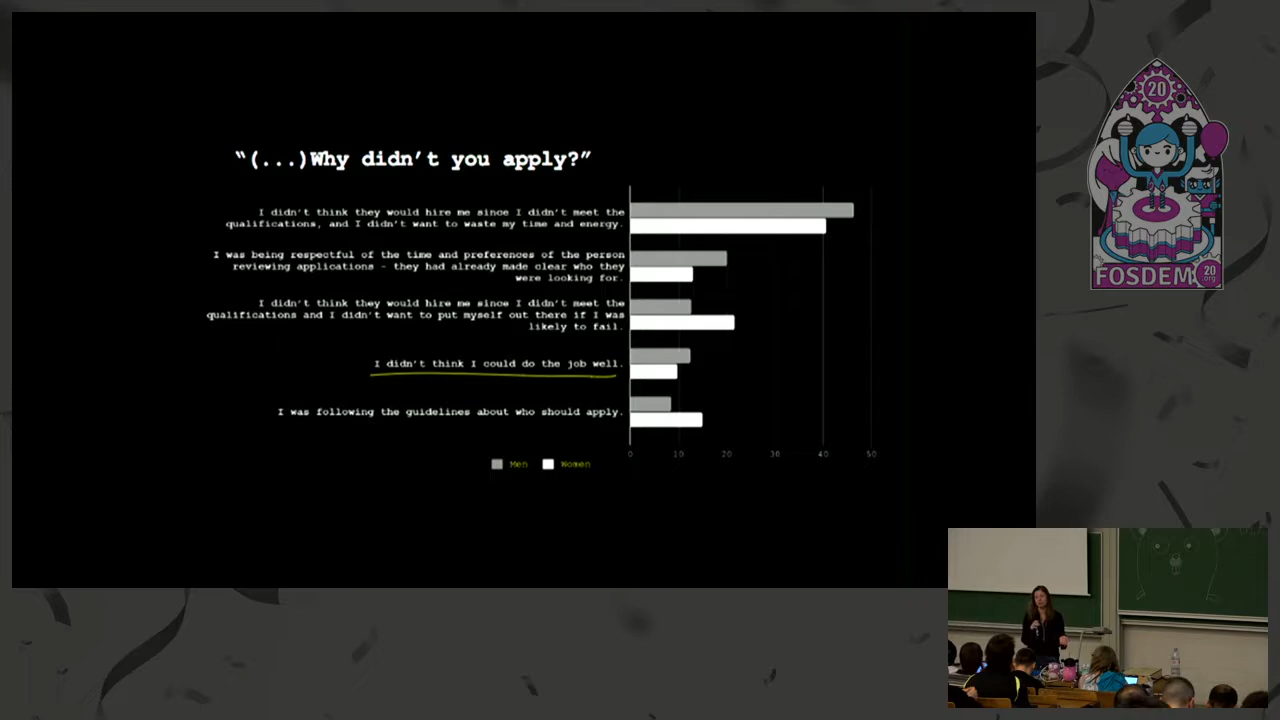 “(...)Why didn’t you apply?”
I didn’t think they would hire me since I didn’t meet the
qualifications, and I didn’t want to waste my time and energy.
I was being respectful of the time and preferences of the person
reviewing applications - they had already made clear who they
were looking for.
I didn’t think they would hire me since I didn’t meet the
qualifications and I didn’t want to put myself out there if I was
likely to fail.
I didn’t think I could do the job well.
I was following the guidelines about who should apply.
0 10 20 30 40 50
Men Women
20
FOSDEM 20
.org